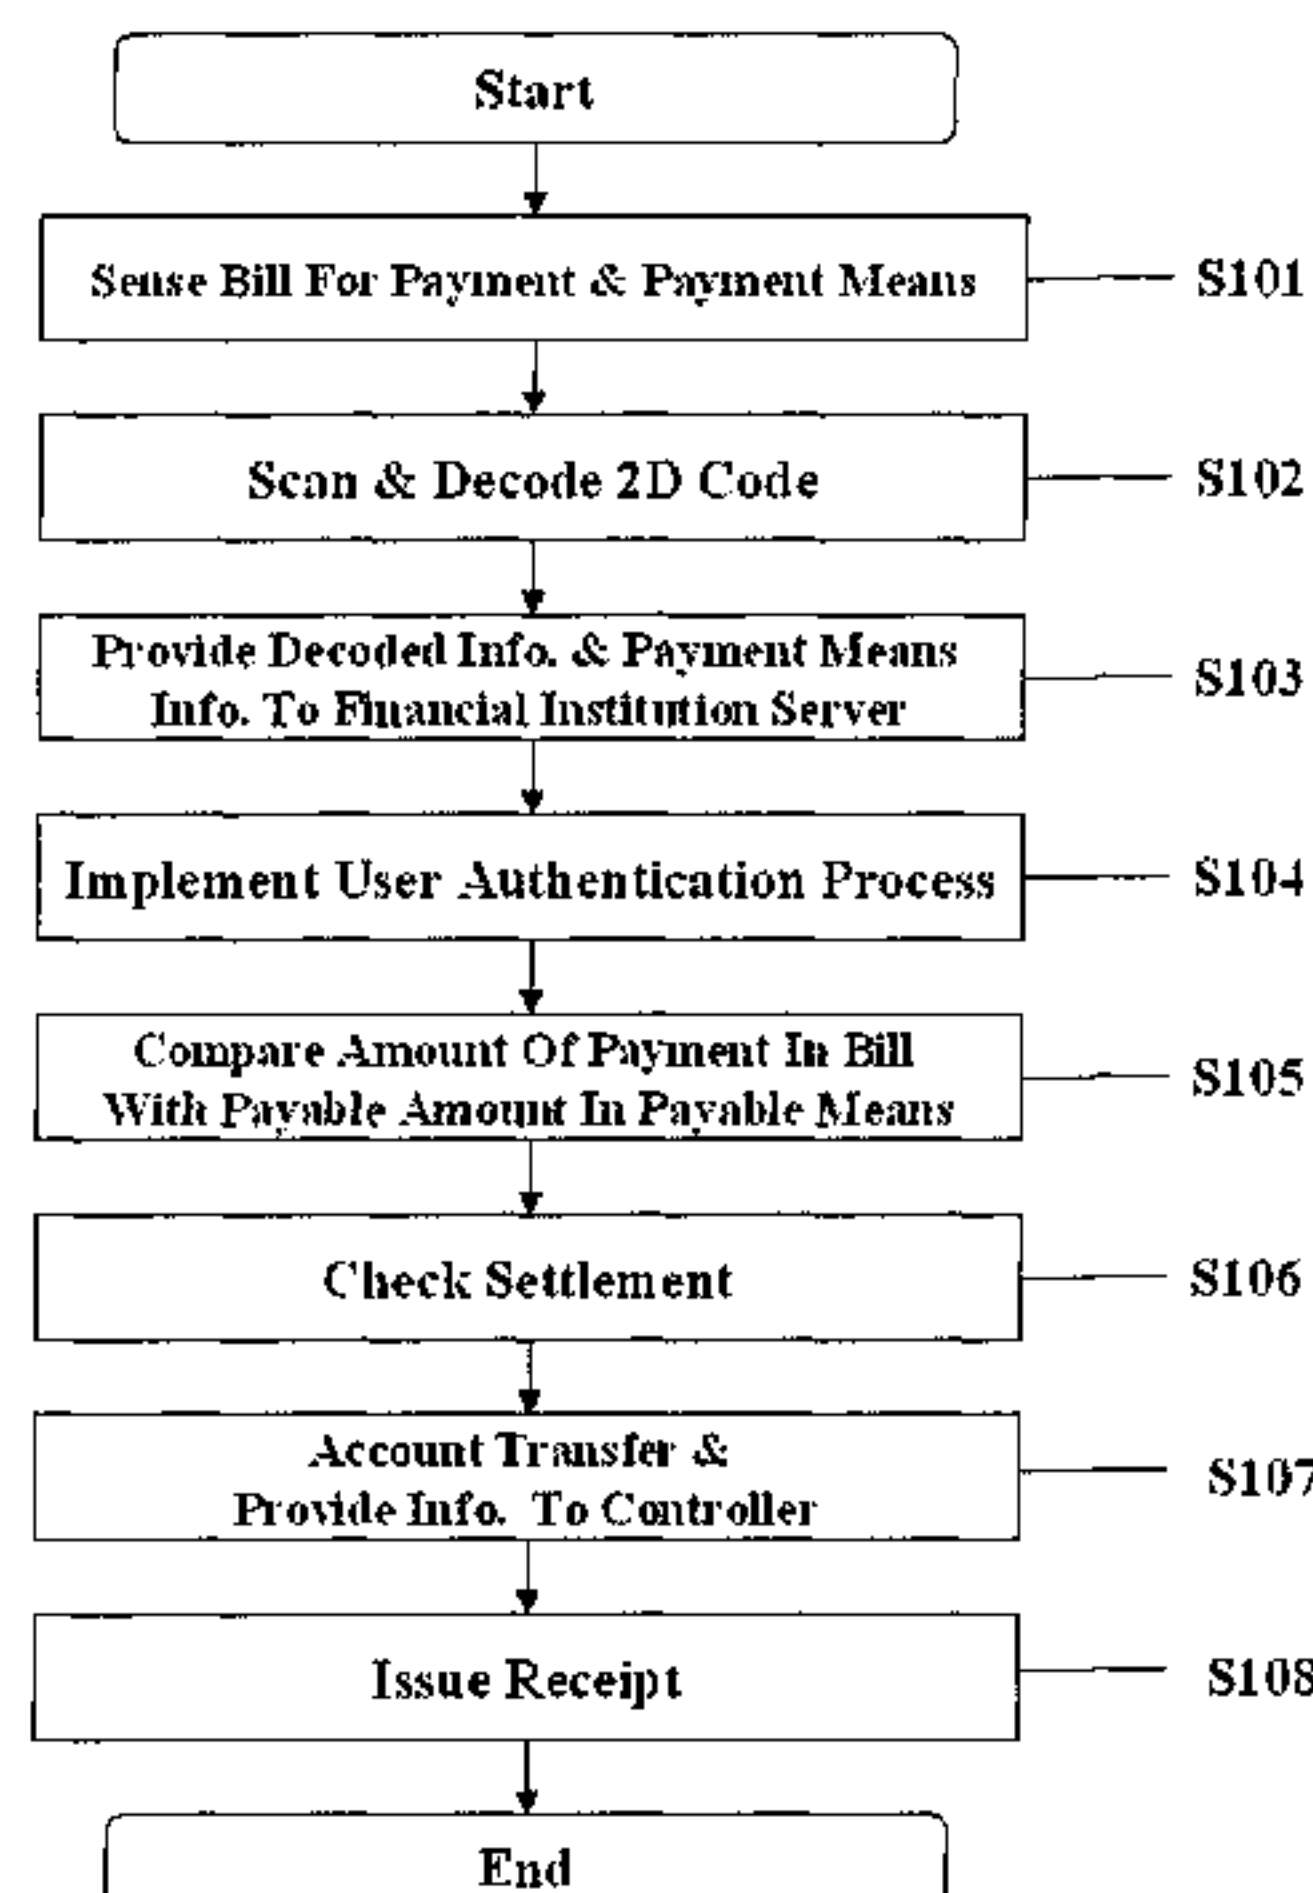 Start
Sense Bill For Payment & Payment Means
S101
Scan & Decode 2D Code
S102
Provide Decoded Info. & Payment Means
Info. To Financial Institution Server
S103
Implement User Authentication Process
S104
Compare Amount Of Payment In Bill
With Payable Amount In Payable Means
S105
Check Settlement
S106
Account Transfer &
Provide Info. To Controller
S107
Issue Receipt
S108
End